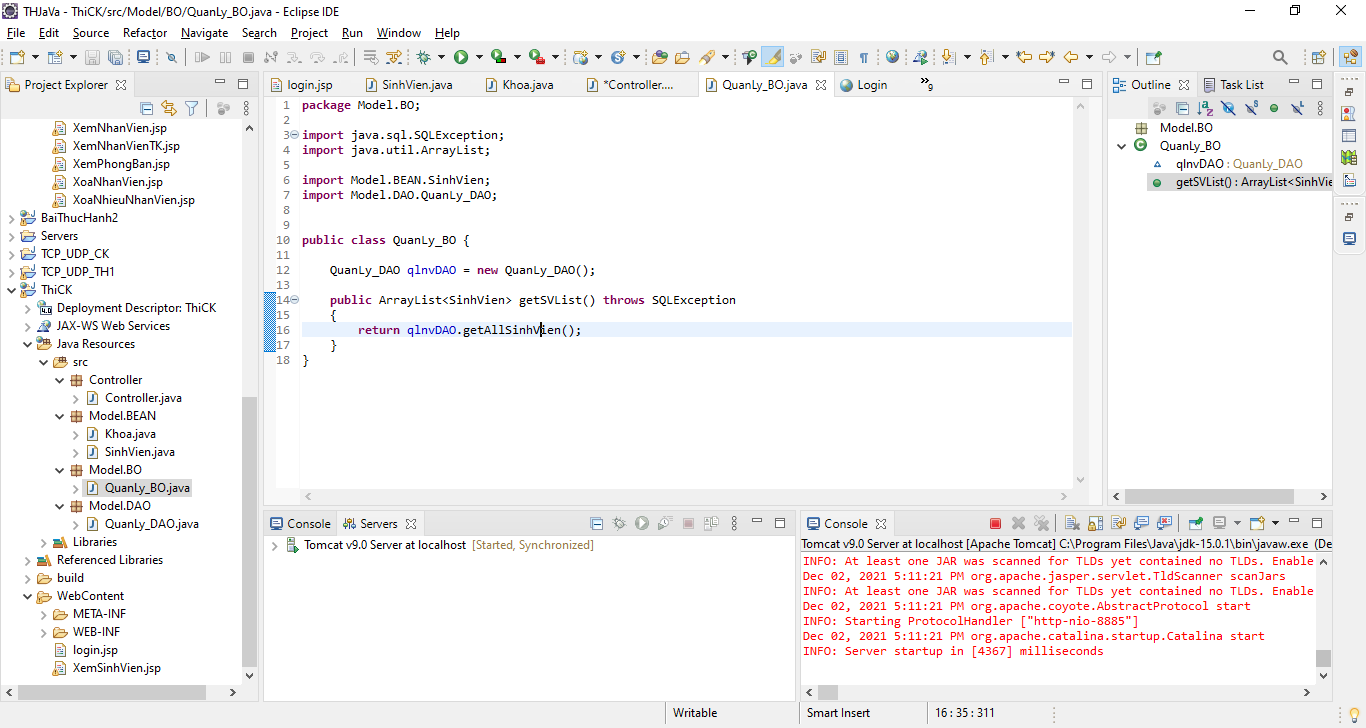 THJaVa - ThiCK/src/Model/BO/QuanLy_BO.java - Eclipse IDE
File Edit Source Refactor Navigate Search Project Run Window Help
Project Explorer
XemNhanVien.jsp
XemNhanVienTK.jsp
XemPhongBan.jsp
XoaNhanVien.jsp
XoaNhieuNhanVien.jsp
BaiThucHanh2
Servers
TCP_UDP_CK
TCP_UDP_TH1
ThiCK
Deployment Descriptor: ThiCK
JAX-WS Web Services
Java Resources
src
Controller
Controller.java
Model.BEAN
Khoa.java
SinhVien.java
Model.BO
QuanLy_BO.java
Model.DAO
QuanLy_DAO.java
Libraries
Referenced Libraries
build
WebContent
META-INF
WEB-INF
login.jsp
XemSinhVien.jsp
login.jsp SinhVien.java Khoa.java *Controller.... QuanLy_BO.java Login »9
1 package Model.BO;
2
3 import java.sql.SQLException;
4 import java.util.ArrayList;
5
6 import Model.BEAN.SinhVien;
7 import Model.DAO.QuanLy_DAO;
8
9
10 public class QuanLy_BO {
11
12 QuanLy_DAO qlnvDAO = new QuanLy_DAO();
13
14 public ArrayList<SinhVien> getSVList() throws SQLException
15 {
16 return qlnvDAO.getAllSinhVien();
17 }
18 }
Outline Task List
Model.BO
QuanLy_BO
qlnvDAO : QuanLy_DAO
getSVList() : ArrayList<SinhVie
Console Servers
Tomcat v9.0 Server at localhost [Started, Synchronized]
Console
Tomcat v9.0 Server at localhost [Apache Tomcat] C:\Program Files\Java\jdk-15.0.1\bin\javaw.exe (De
INFO: At least one JAR was scanned for TLDs yet contained no TLDs. Enable
Dec 02, 2021 5:11:21 PM org.apache.jasper.servlet.TldScanner scanJars
INFO: At least one JAR was scanned for TLDs yet contained no TLDs. Enable
Dec 02, 2021 5:11:21 PM org.apache.coyote.AbstractProtocol start
INFO: Starting ProtocolHandler ["http-nio-8885"]
Dec 02, 2021 5:11:21 PM org.apache.catalina.startup.Catalina start
INFO: Server startup in [4367] milliseconds
Writable Smart Insert 16 : 35 : 311